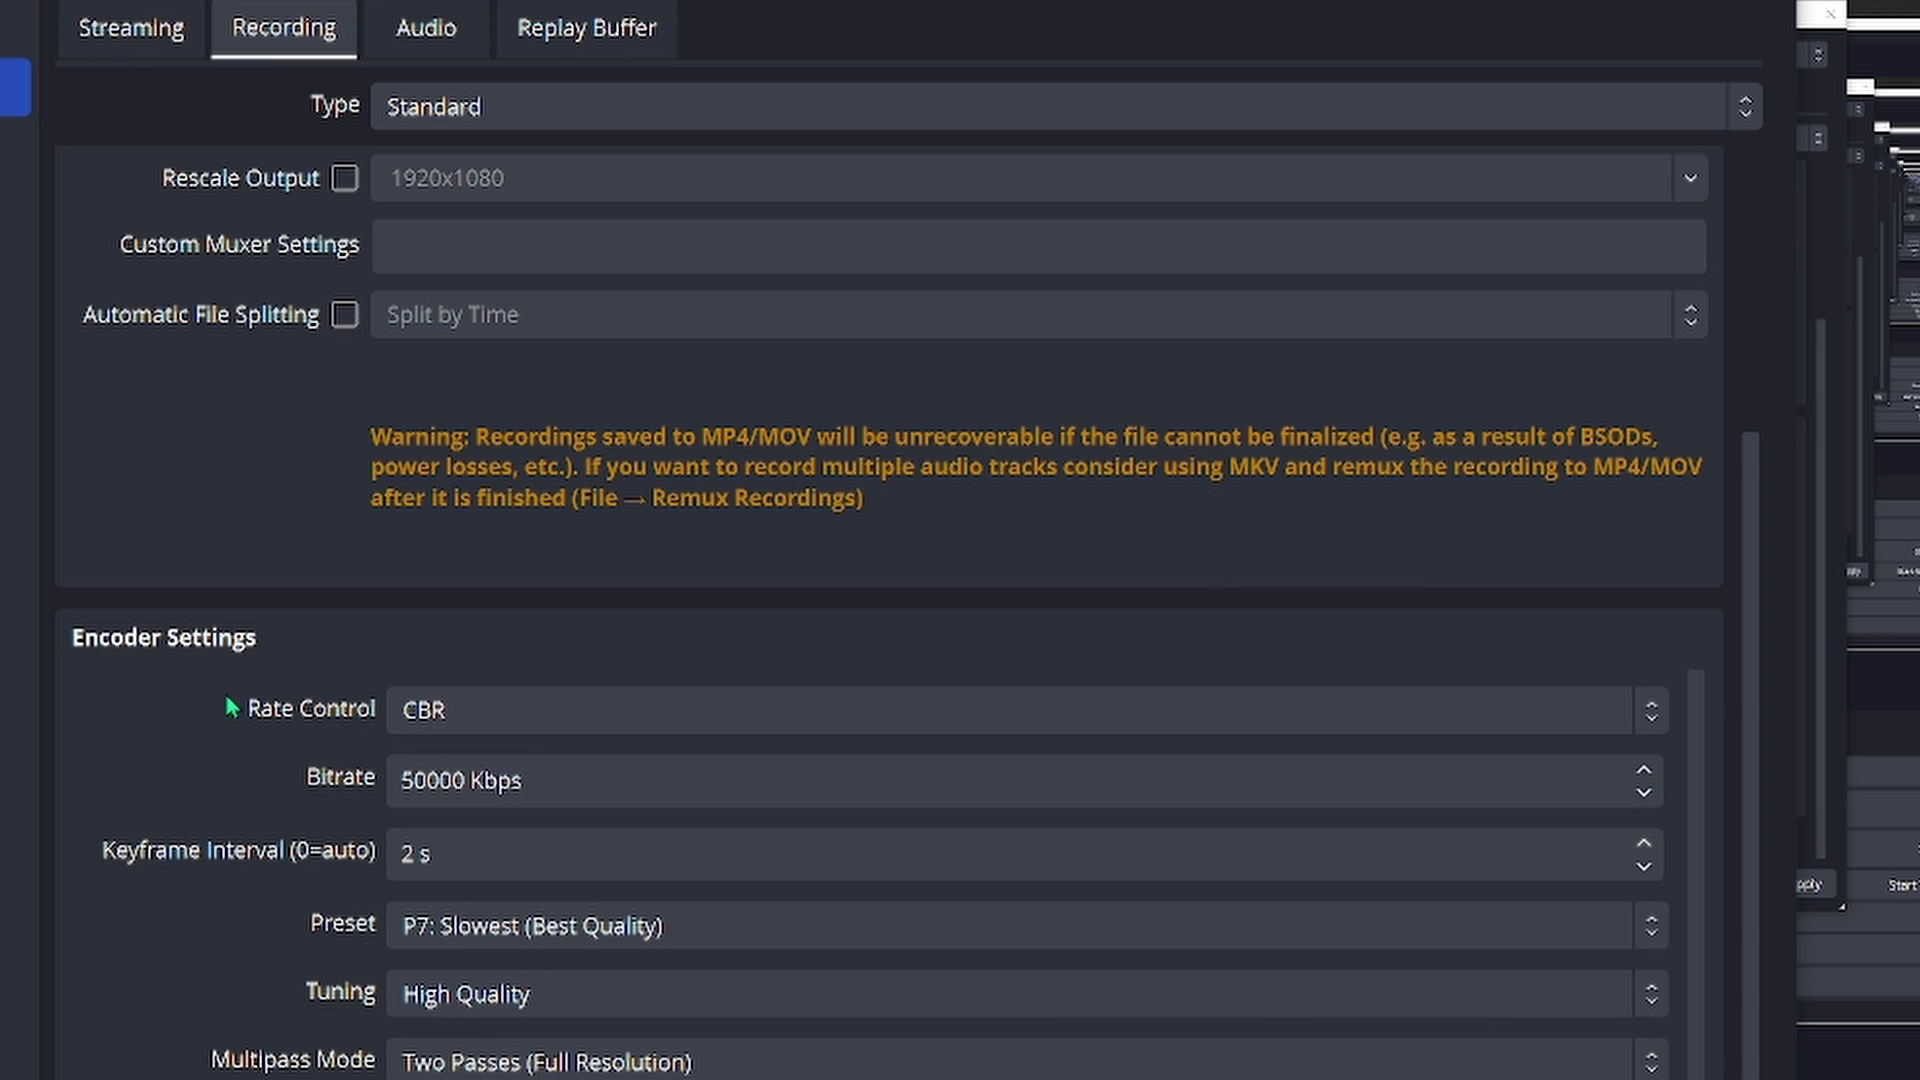 Streaming Recording Audio Replay Buffer
Type Standard
Rescale Output 1920x1080
Custom Muxer Settings
Automatic File Splitting Split by Time
Warning: Recordings saved to MP4/MOV will be unrecoverable if the file cannot be finalized (e.g. as a result of BSODs,
power losses, etc.). If you want to record multiple audio tracks consider using MKV and remux the recording to MP4/MOV
after it is finished (File → Remux Recordings)
Encoder Settings
Rate Control CBR
Bitrate 50000 Kbps
Keyframe Interval (0=auto) 2 s
Preset P7: Slowest (Best Quality)
pply Start
Tuning High Quality
Multipass Mode Two Passes (Full Resolution)